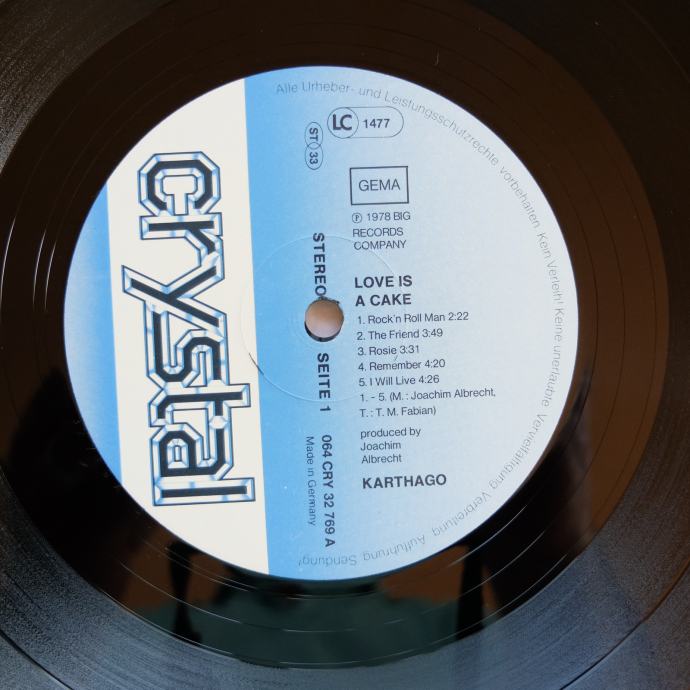 Alle Urheber- und Leistungsschutzrechte vorbehalten. Kein Verleih! Keine unerlaubte Vervielfältigung, Verbreitung, Aufführung, Sendung!
LC 1477
ST 33
GEMA
℗ 1978 BIG
RECORDS
COMPANY
crystal
STEREO
SEITE 1
064 CRY 32 769 A
Made in Germany
LOVE IS
A CAKE
1. Rock'n Roll Man 2:22
2. The Friend 3:49
3. Rosie 3:31
4. Remember 4:20
5. I Will Live 4:26
1. - 5. (M.: Joachim Albrecht,
T.: T. M. Fabian)
produced by
Joachim
Albrecht
KARTHAGO